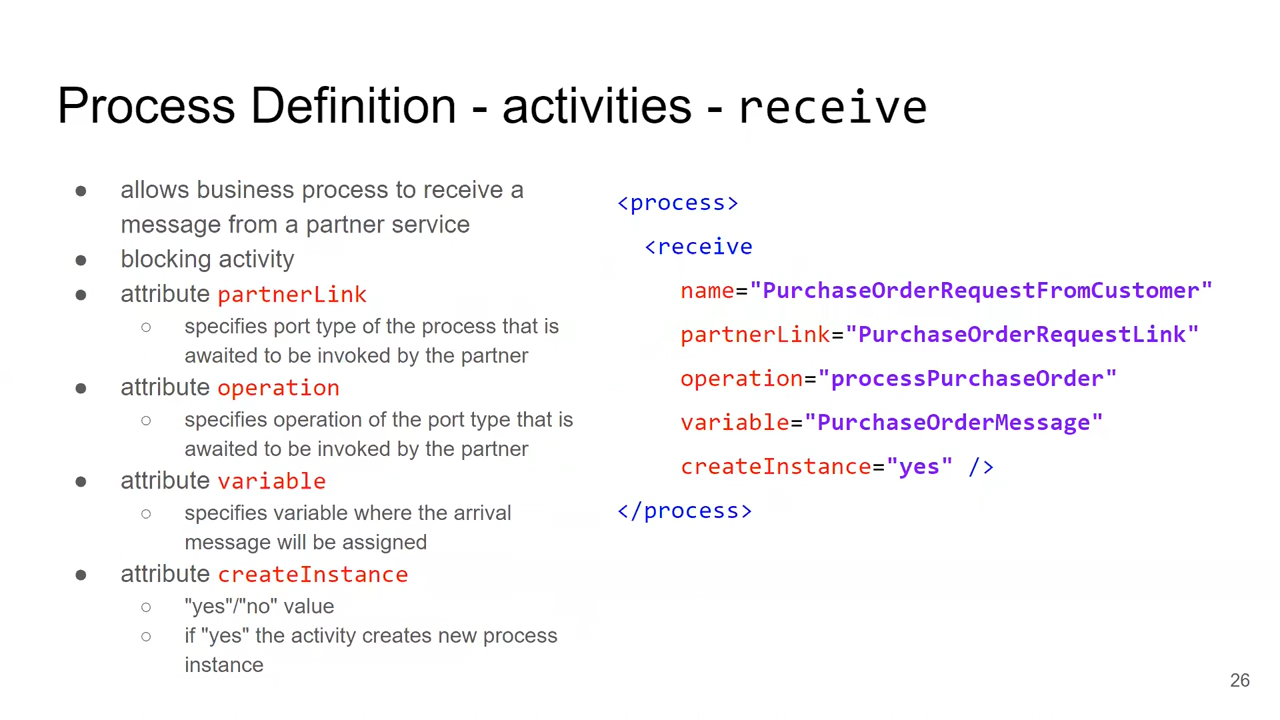 Process Definition - activities - receive
● allows business process to receive a
message from a partner service
● blocking activity
● attribute partnerLink
○ specifies port type of the process that is
awaited to be invoked by the partner
● attribute operation
○ specifies operation of the port type that is
awaited to be invoked by the partner
● attribute variable
○ specifies variable where the arrival
message will be assigned
● attribute createInstance
○ "yes"/"no" value
○ if "yes" the activity creates new process
instance
<process>
<receive
name="PurchaseOrderRequestFromCustomer"
partnerLink="PurchaseOrderRequestLink"
operation="processPurchaseOrder"
variable="PurchaseOrderMessage"
createInstance="yes" />
</process>
26